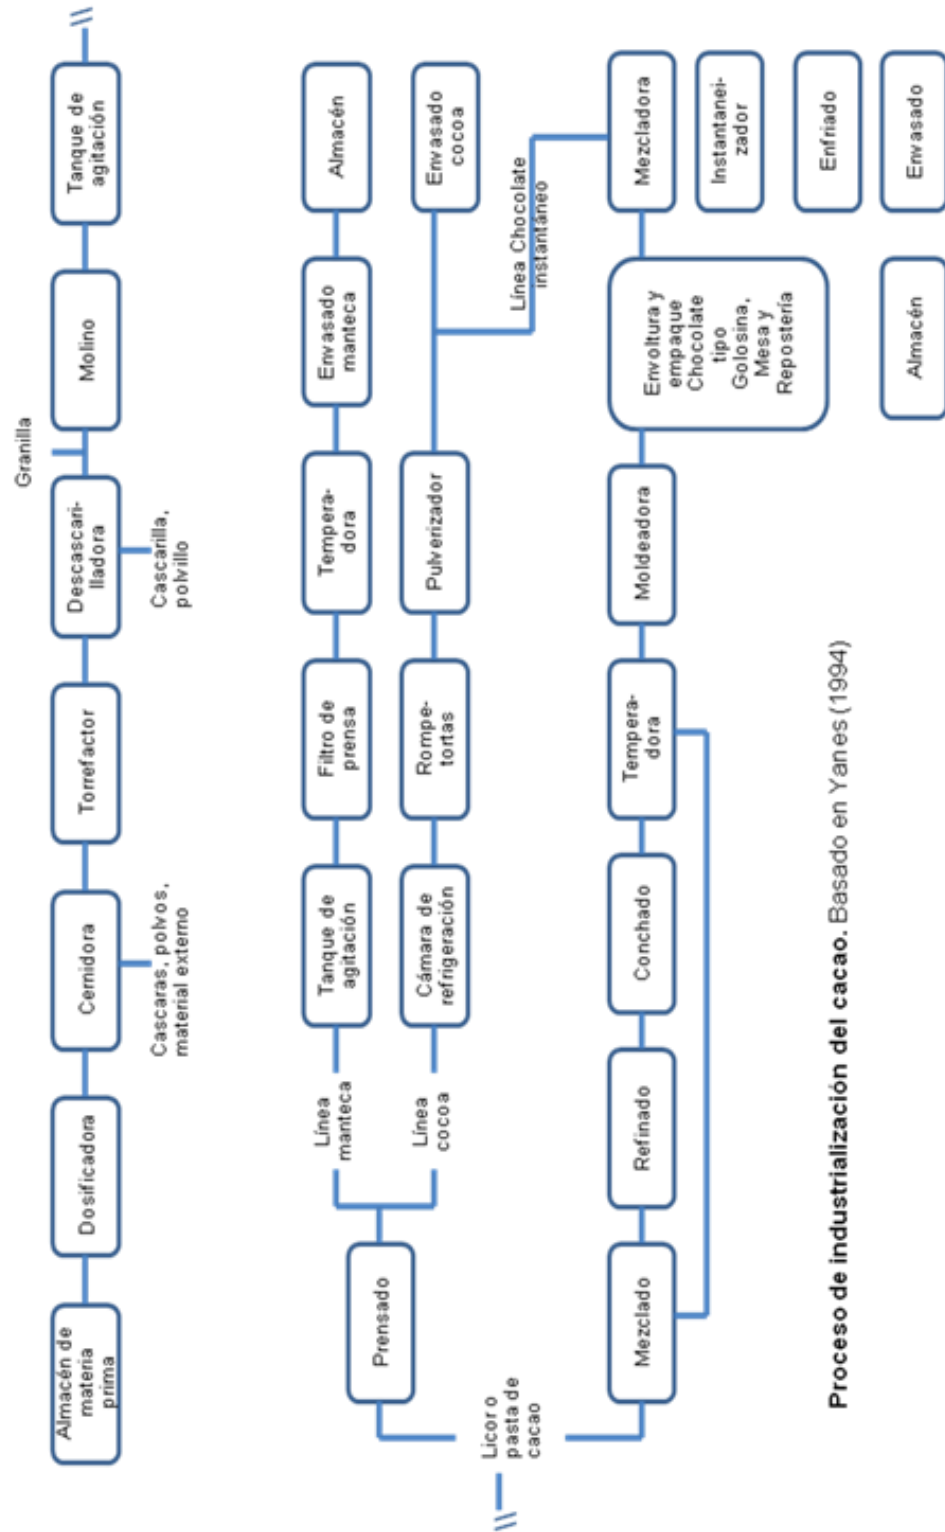 Almacén de
materia
prima
Dosificadora
Cernidora
Cascaras, polvos,
material externo
Torrefactor
Descascari-
lladora
Cascarilla,
polvillo
Granilla
Molino
Tanque de
agitación
//
//
Licor o
pasta de
cacao
Prensado
Línea
manteca
Tanque de
agitación
Filtro de
prensa
Tempera-
dora
Envasado
manteca
Almacén
Línea
cocoa
Cámara de
refrigeración
Rompe-
tortas
Pulverizador
Envasado
cocoa
Línea Chocolate
instantáneo
Mezclado
Refinado
Conchado
Tempera-
dora
Moldeadora
Envoltura y
empaque
Chocolate
tipo
Golosina,
Mesa y
Repostería
Mezcladora
Instantanei-
zador
Enfriado
Envasado
Almacén
Proceso de industrialización del cacao. Basado en Yanes (1994)